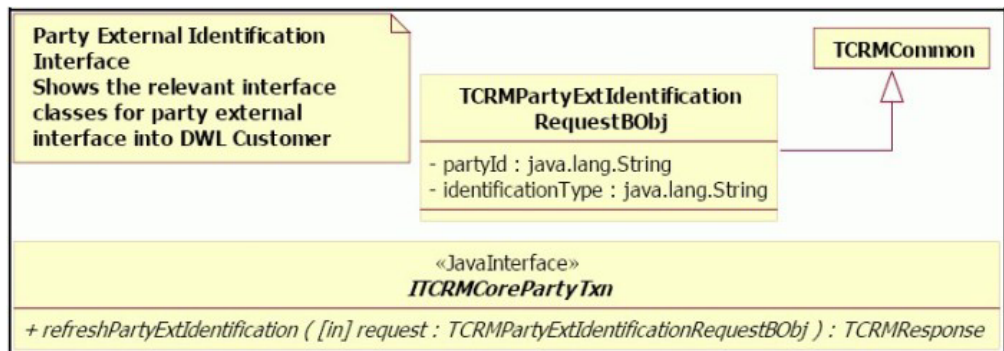 Party External Identification
Interface
Shows the relevant interface
classes for party external
interface into DWL Customer
TCRMCommon
TCRMPartyExtIdentification
RequestBObj
- partyId : java.lang.String
- identificationType : java.lang.String
«JavaInterface»
ITCRMCorePartyTxn
+ refreshPartyExtIdentification ( [in] request : TCRMPartyExtIdentificationRequestBObj ) : TCRMResponse